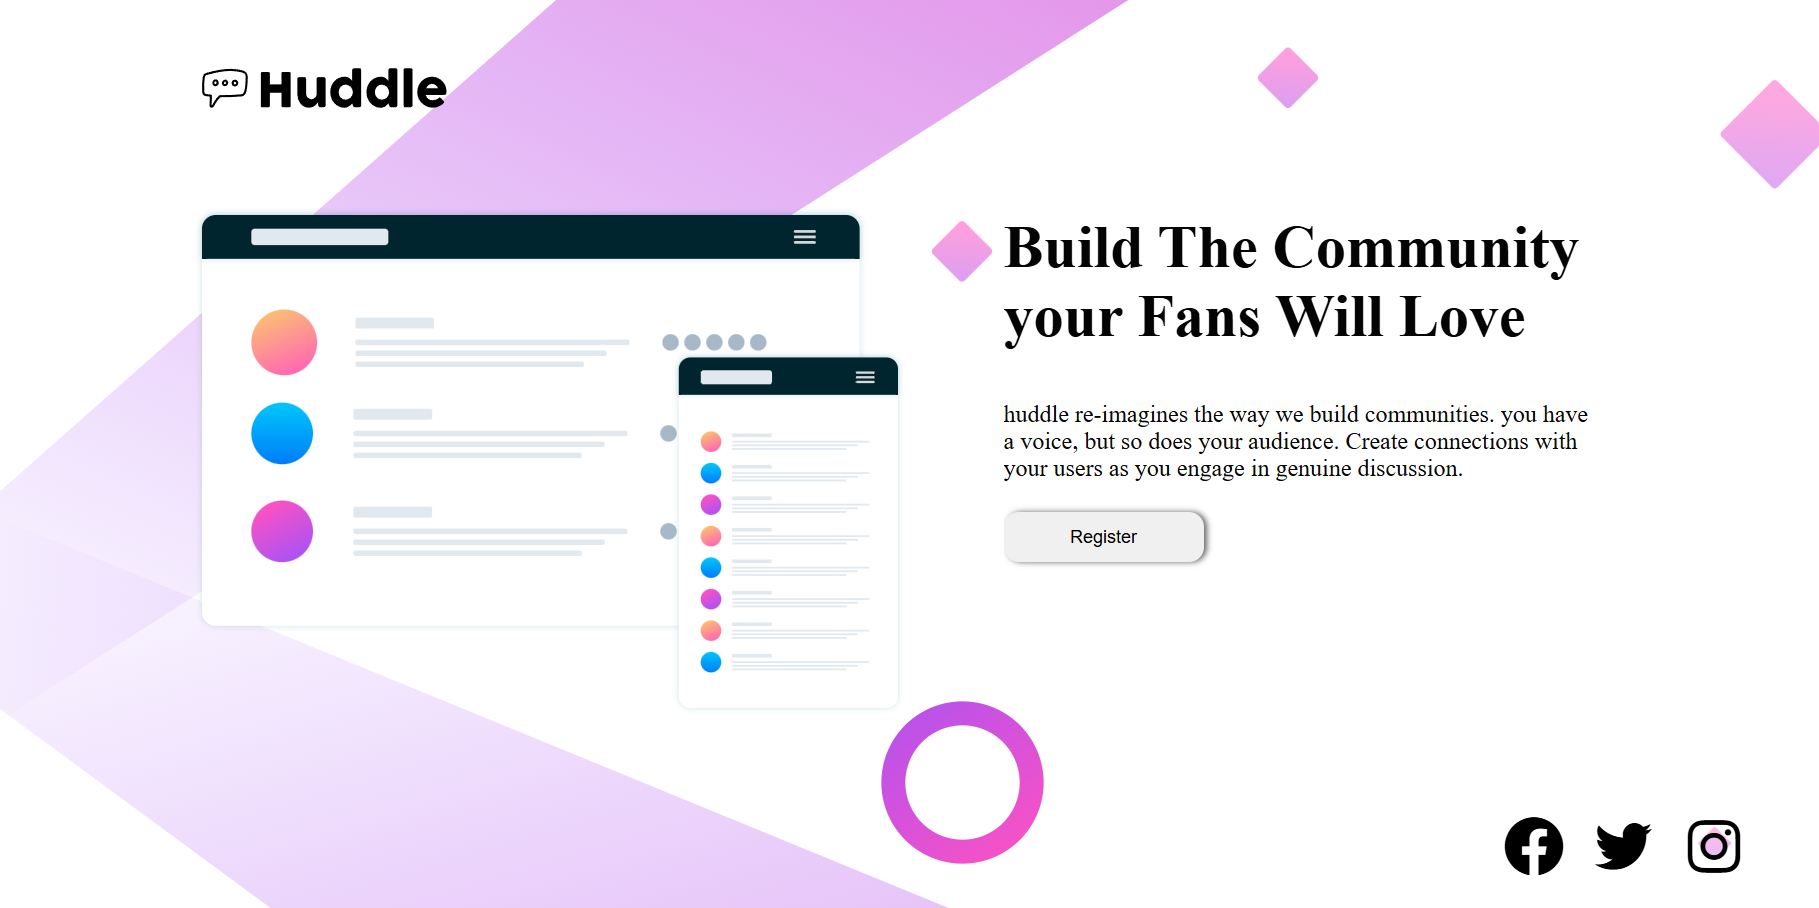 Huddle
Build The Community
your Fans Will Love
huddle re-imagines the way we build communities. you have
a voice, but so does your audience. Create connections with
your users as you engage in genuine discussion.
Register